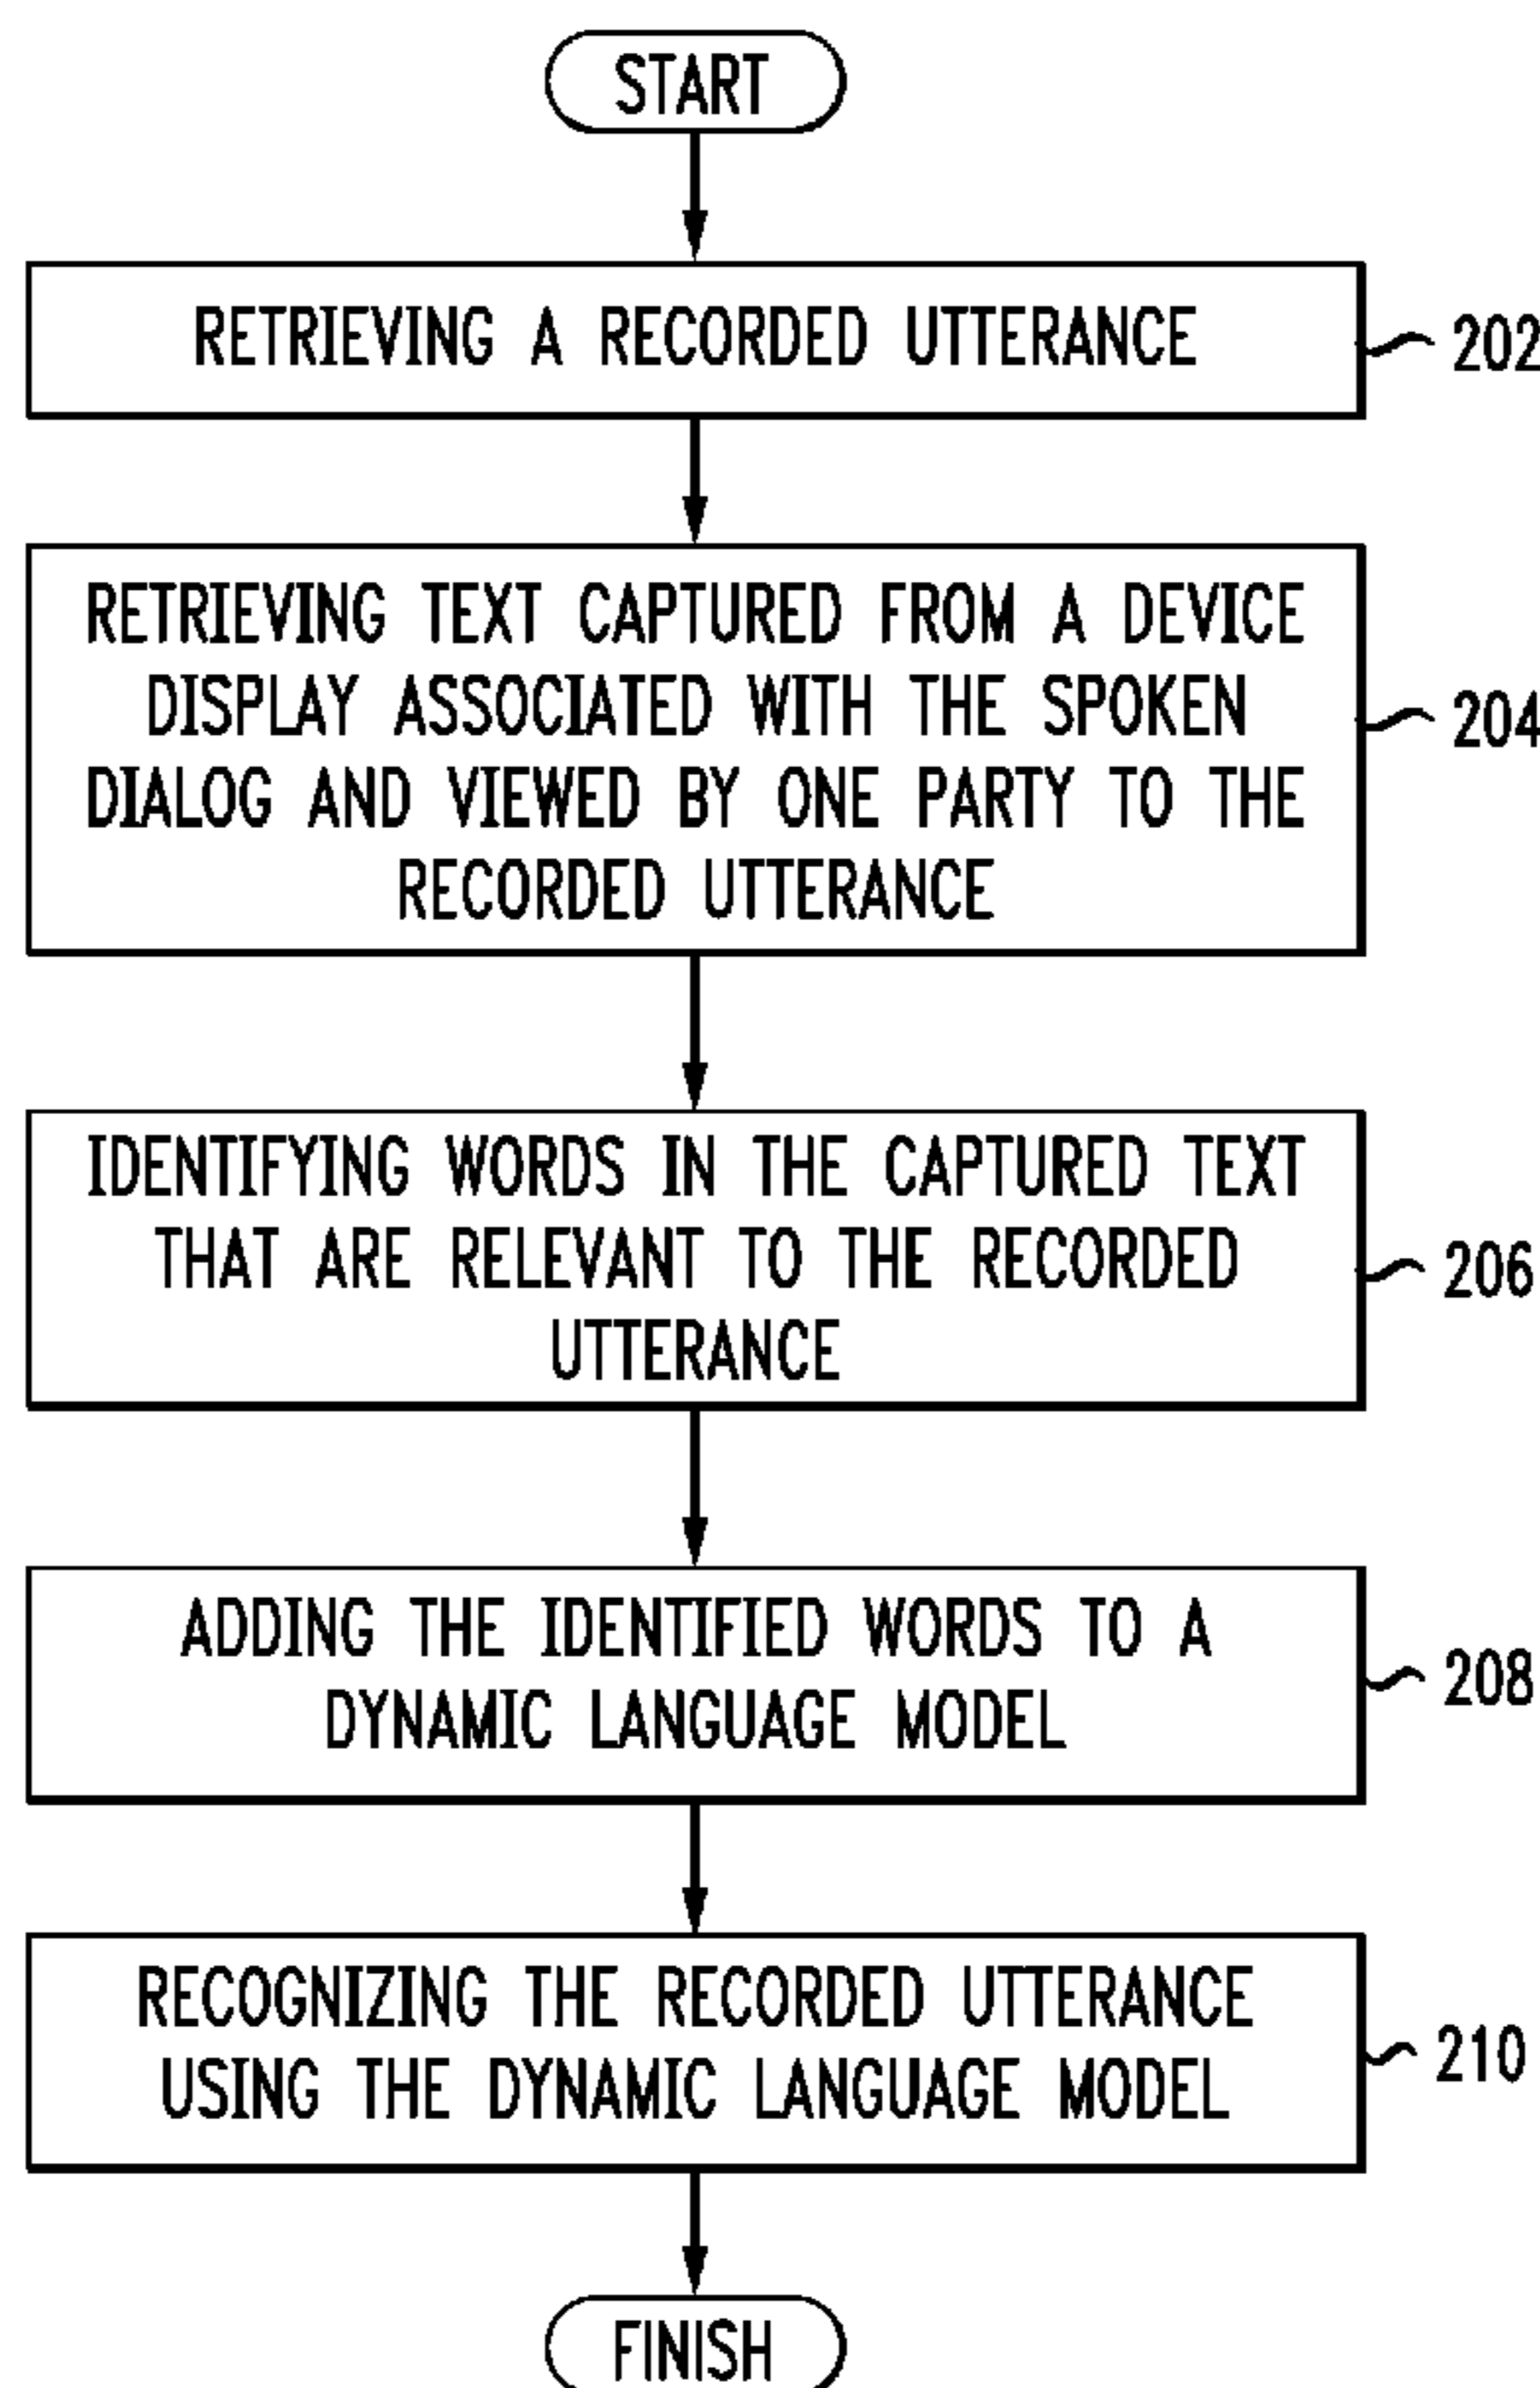 START
RETRIEVING A RECORDED UTTERANCE
202
RETRIEVING TEXT CAPTURED FROM A DEVICE
DISPLAY ASSOCIATED WITH THE SPOKEN
DIALOG AND VIEWED BY ONE PARTY TO THE
RECORDED UTTERANCE
204
IDENTIFYING WORDS IN THE CAPTURED TEXT
THAT ARE RELEVANT TO THE RECORDED
UTTERANCE
206
ADDING THE IDENTIFIED WORDS TO A
DYNAMIC LANGUAGE MODEL
208
RECOGNIZING THE RECORDED UTTERANCE
USING THE DYNAMIC LANGUAGE MODEL
210
FINISH